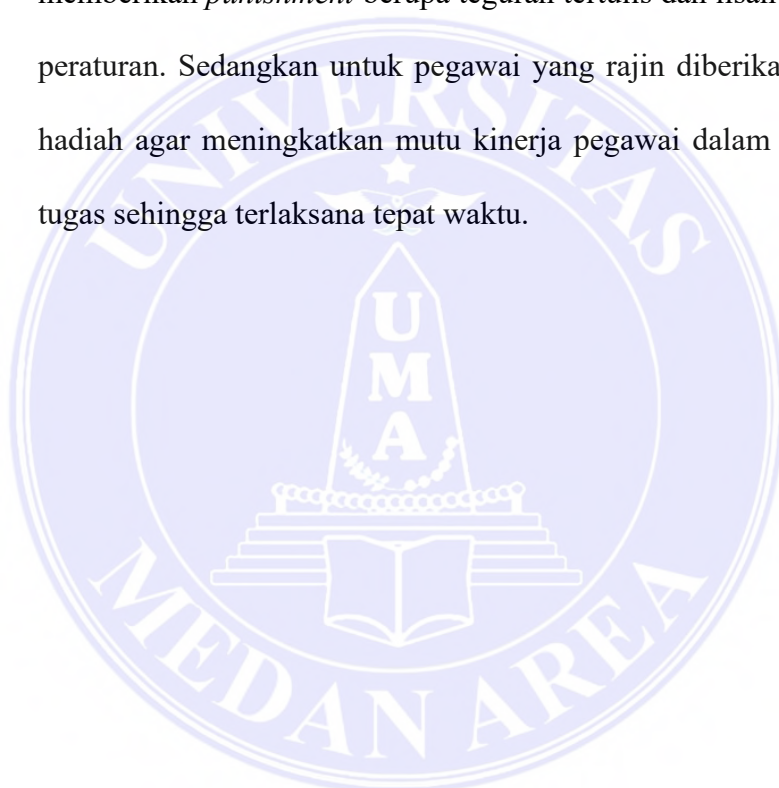 memberikan punishment berupa teguran tertulis dan lisan
peraturan. Sedangkan untuk pegawai yang rajin diberika
hadiah agar meningkatkan mutu kinerja pegawai dalam
tugas sehingga terlaksana tepat waktu.
UNIVERSITAS
UMA
MEDAN AREA